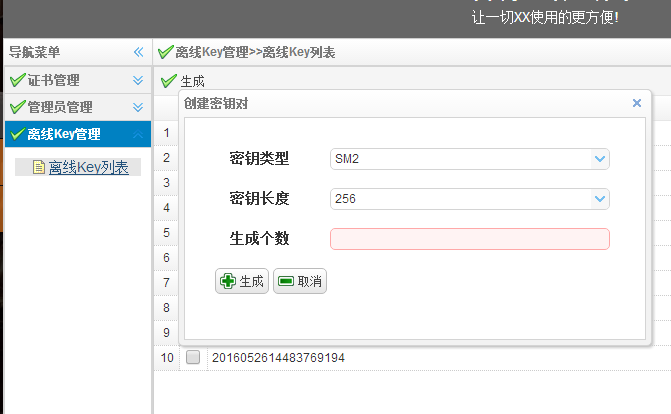 让一切XX使用的更方便!
导航菜单
离线Key管理>>离线Key列表
证书管理
管理员管理
离线Key管理
离线Key列表
生成
创建密钥对
密钥类型 SM2
密钥长度 256
生成个数
生成 取消
1
2
3
4
5
6
7
8
9
10 2016052614483769194